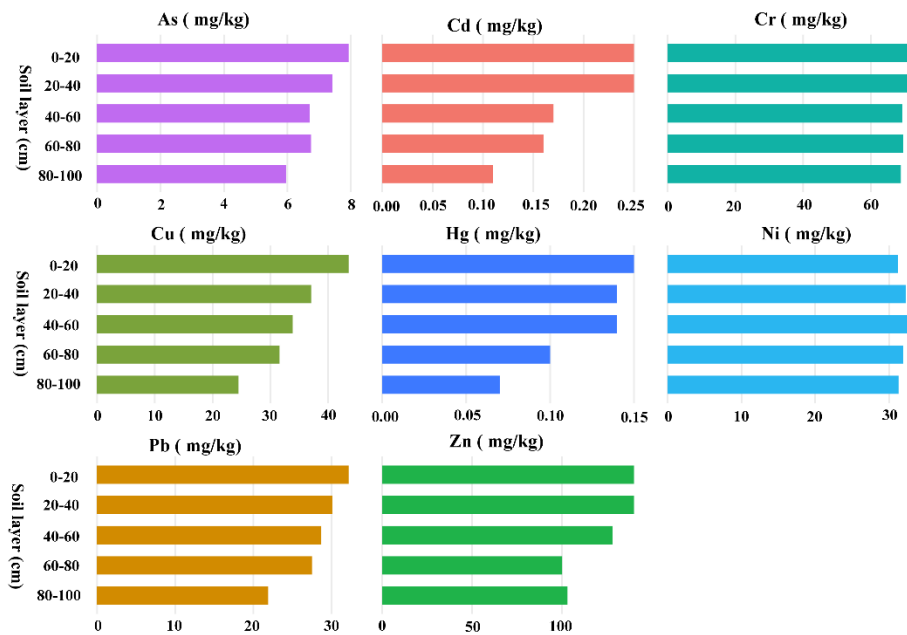 As ( mg/kg)
Cd ( mg/kg)
Cr ( mg/kg)
Soil layer (cm)
0-20
20-40
40-60
60-80
80-100
0 2 4 6 8
0.00 0.05 0.10 0.15 0.20 0.25
0 20 40 60
Cu ( mg/kg)
Hg ( mg/kg)
Ni ( mg/kg)
Soil layer (cm)
0-20
20-40
40-60
60-80
80-100
0 10 20 30 40
0.00 0.05 0.10 0.15
0 10 20 30
Pb ( mg/kg)
Zn ( mg/kg)
Soil layer (cm)
0-20
20-40
40-60
60-80
80-100
0 10 20 30
0 100